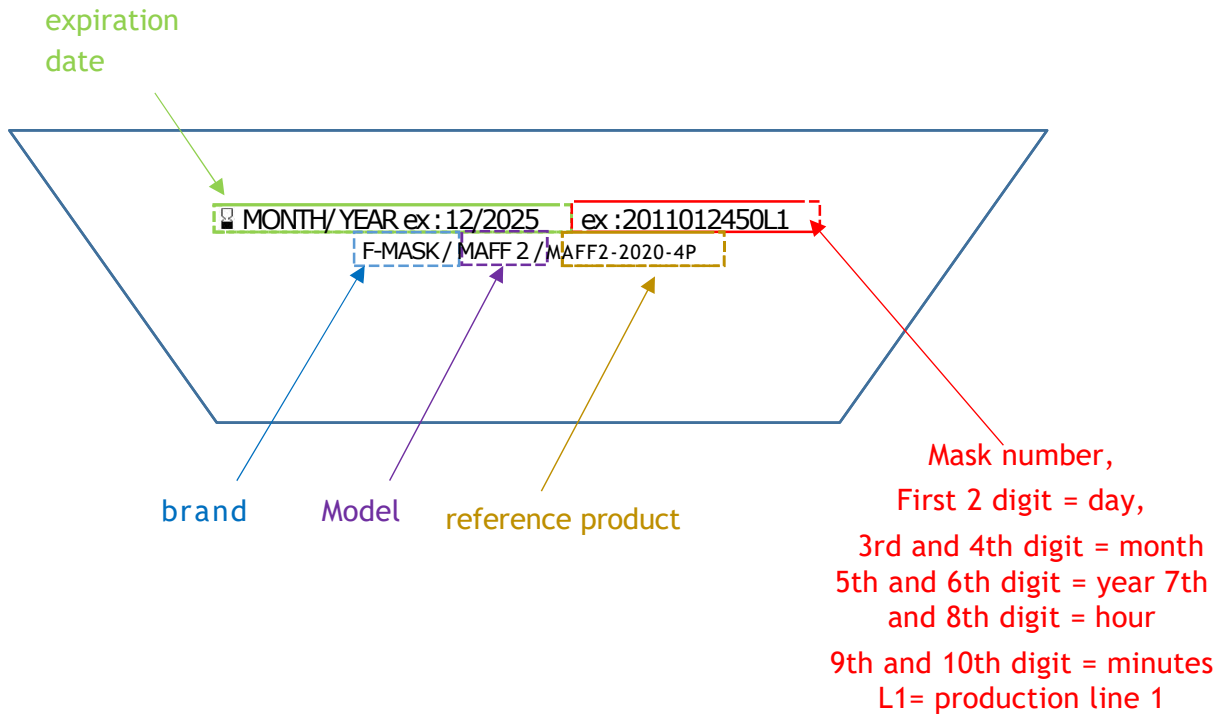 expiration
date
⌛ MONTH/ YEAR ex : 12/2025 ex :2011012450L1
F-MASK / MAFF 2 / MAFF2-2020-4P
brand
Model
reference product
Mask number,
First 2 digit = day,
3rd and 4th digit = month
5th and 6th digit = year 7th
and 8th digit = hour
9th and 10th digit = minutes
L1= production line 1